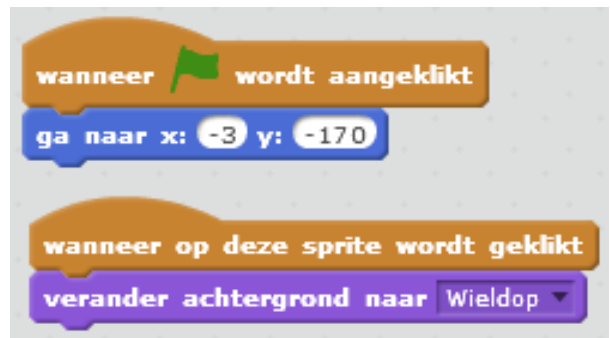 wanneer wordt aangeklikt
ga naar x: -3 y: -170
wanneer op deze sprite wordt geklikt
verander achtergrond naar Wieldop